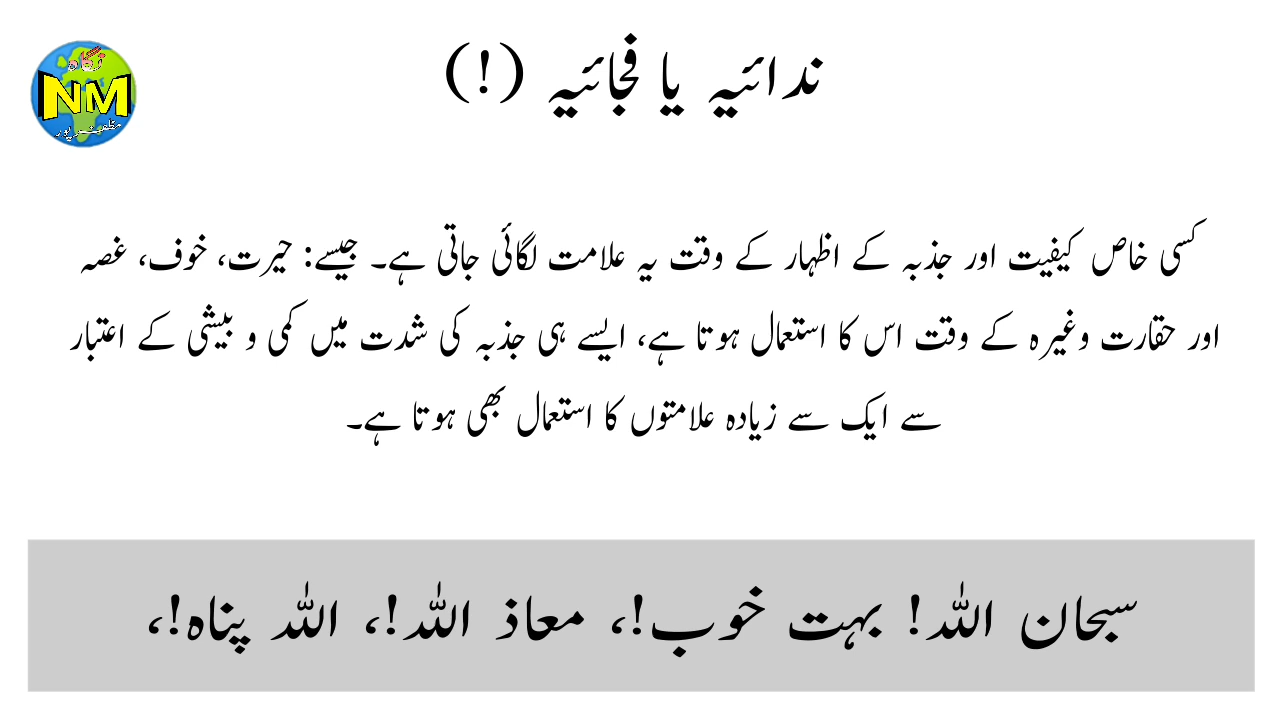 ندائیہ یا فجائیہ (!)
نگاہ
NM
مظفر پور
کسی خاص کیفیت اور جذبہ کے اظہار کے وقت یہ علامت لگائی جاتی ہے۔ جیسے: حیرت، خوف، غصہ
اور حقارت وغیرہ کے وقت اس کا استعمال ہوتا ہے، ایسے ہی جذبہ کی شدت میں کمی و بیشی کے اعتبار
سے ایک سے زیادہ علامتوں کا استعمال بھی ہوتا ہے۔
سبحان اللہ! بہت خوب!، معاذ اللہ!، اللہ پناہ!،